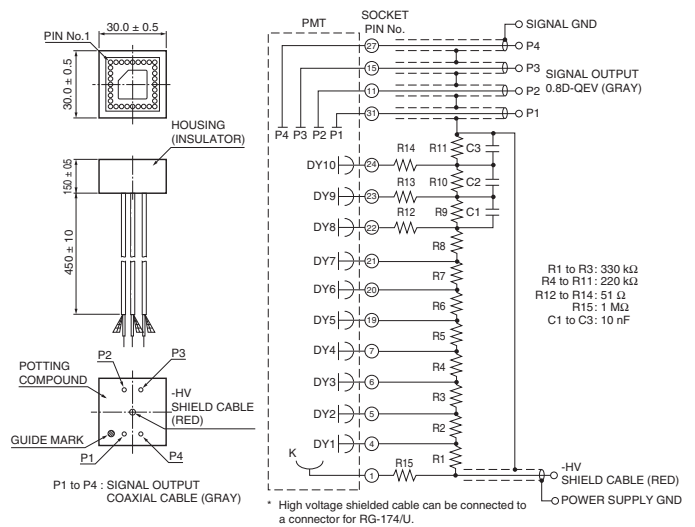 30.0 ± 0.5
PIN No.1
30.0 ± 0.5
HOUSING
(INSULATOR)
15.0 ± 0.5
450 ± 10
P2
P3
POTTING
COMPOUND
-HV
SHIELD CABLE
(RED)
GUIDE MARK
P1
P4
P1 to P4 : SIGNAL OUTPUT
COAXIAL CABLE (GRAY)
PMT
SOCKET
PIN No.
SIGNAL GND
27
P4
15
P3
SIGNAL OUTPUT
0.8D-QEV (GRAY)
11
P2
31
P1
P4 P3 P2 P1
DY10 24 R14 R11 C3
DY9 23 R13 R10 C2
DY8 22 R12 R9 C1
R8
DY7 21
R7
DY6 20
R6
DY5 19
R5
DY4 7
R4
DY3 6
R3
DY2 5
R2
DY1 4
R1
K
1 R15
-HV
SHIELD CABLE (RED)
POWER SUPPLY GND
R1 to R3 : 330 kΩ
R4 to R11 : 220 kΩ
R12 to R14 : 51 Ω
R15 : 1 MΩ
C1 to C3 : 10 nF
* High voltage shielded cable can be connected to
a connector for RG-174/U.